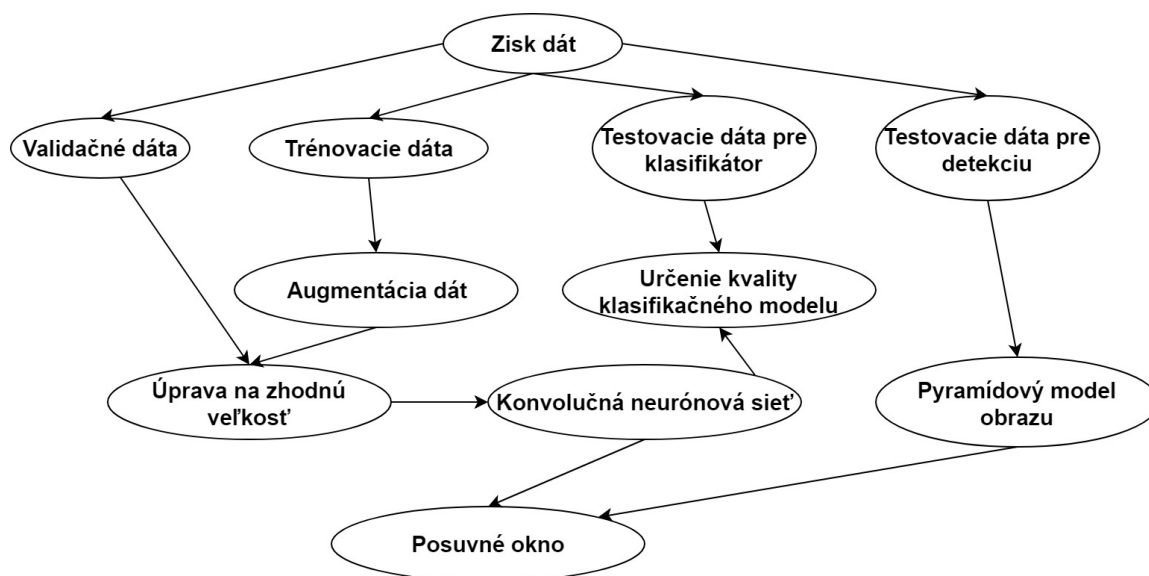 Zisk dát
Validačné dáta
Trénovacie dáta
Testovacie dáta pre
klasifikátor
Testovacie dáta pre
detekciu
Augmentácia dát
Určenie kvality
klasifikačného modelu
Úprava na zhodnú
veľkosť
Konvolučná neurónová sieť
Pyramídový model
obrazu
Posuvné okno